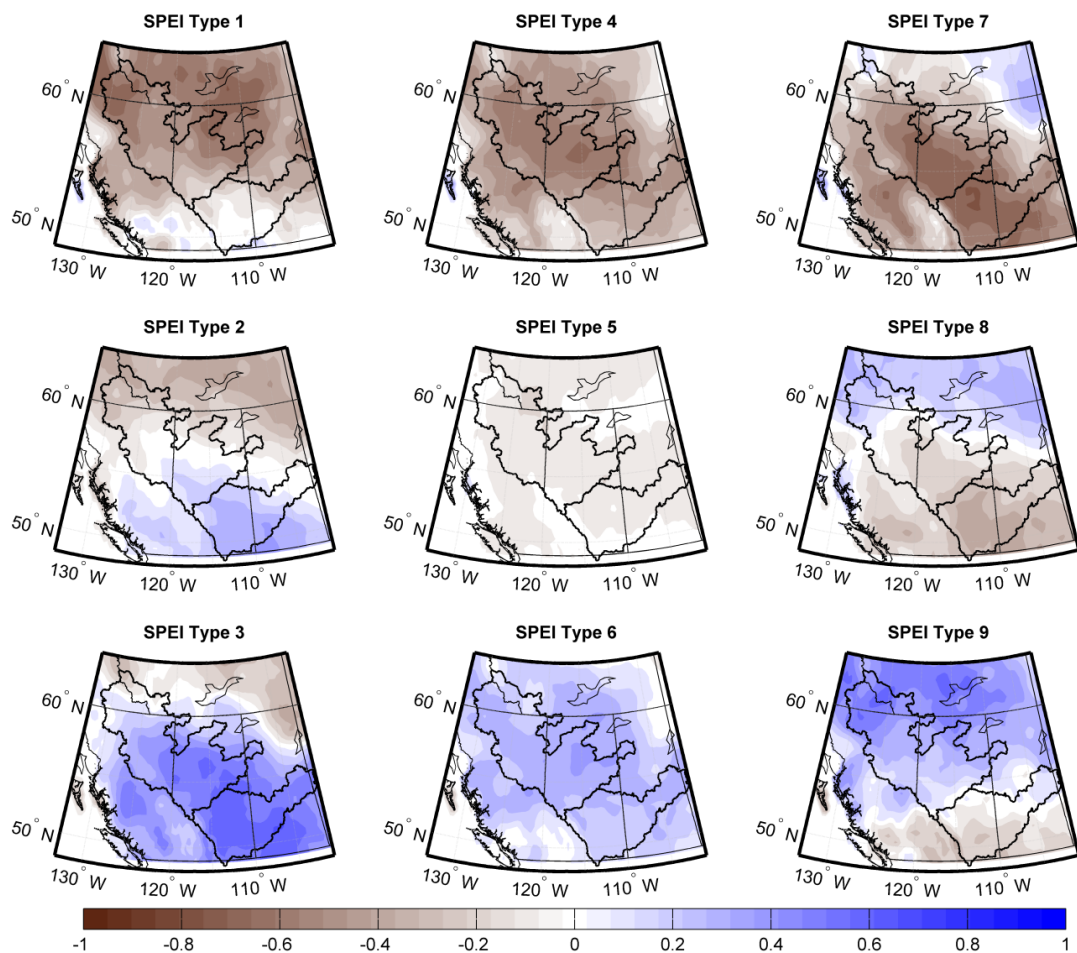 SPEI Type 1
SPEI Type 4
SPEI Type 7
60° N
60° N
60° N
50° N
50° N
50° N
130° W
120° W
110° W
130° W
120° W
110° W
130° W
120° W
110° W
SPEI Type 2
SPEI Type 5
SPEI Type 8
60° N
60° N
60° N
50° N
50° N
50° N
130° W
120° W
110° W
130° W
120° W
110° W
130° W
120° W
110° W
SPEI Type 3
SPEI Type 6
SPEI Type 9
60° N
60° N
60° N
50° N
50° N
50° N
130° W
120° W
110° W
130° W
120° W
110° W
130° W
120° W
110° W
-1 -0.8 -0.6 -0.4 -0.2 0 0.2 0.4 0.6 0.8 1